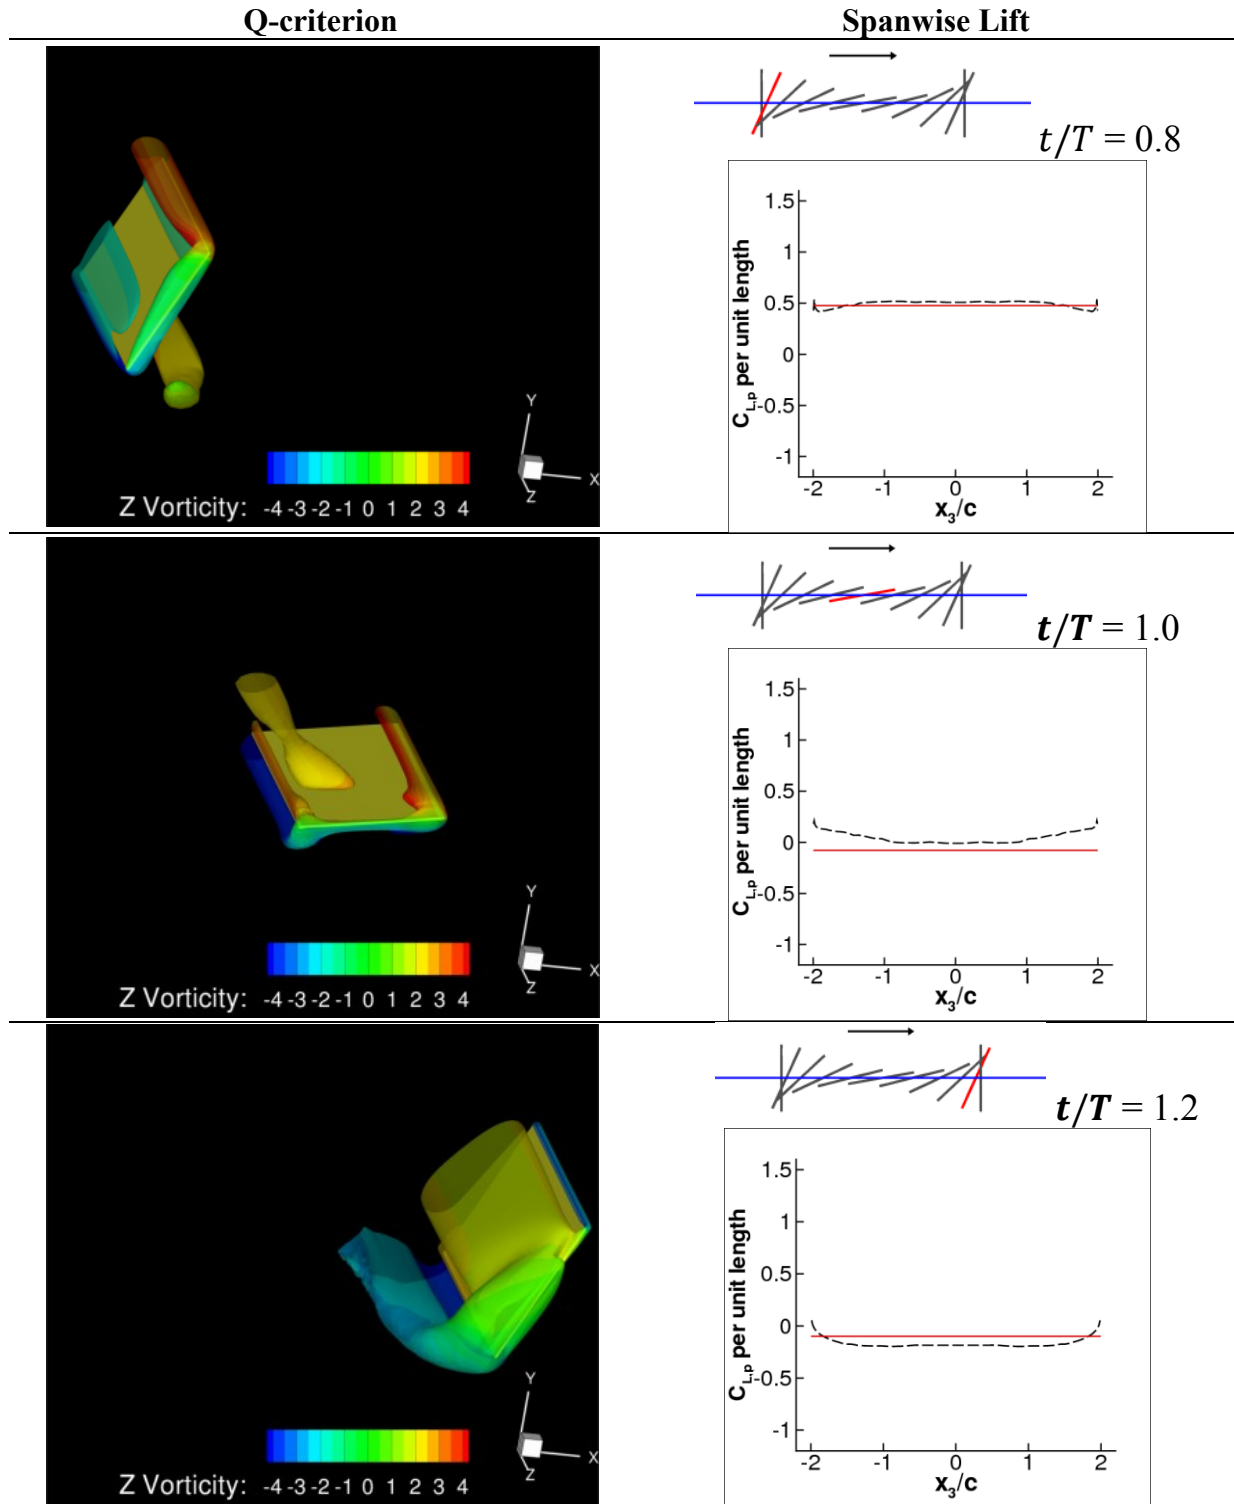 Q-criterion Spanwise Lift
t/T = 0.8
Y
X
Z
Z Vorticity: -4 -3 -2 -1 0 1 2 3 4
C_{L,p} per unit length
1.5
1
0.5
0
-0.5
-1
-2 -1 0 1 2
x_3/c
t/T = 1.0
Y
X
Z
Z Vorticity: -4 -3 -2 -1 0 1 2 3 4
C_{L,p} per unit length
1.5
1
0.5
0
-0.5
-1
-2 -1 0 1 2
x_3/c
t/T = 1.2
Y
X
Z
Z Vorticity: -4 -3 -2 -1 0 1 2 3 4
C_{L,p} per unit length
1.5
1
0.5
0
-0.5
-1
-2 -1 0 1 2
x_3/c